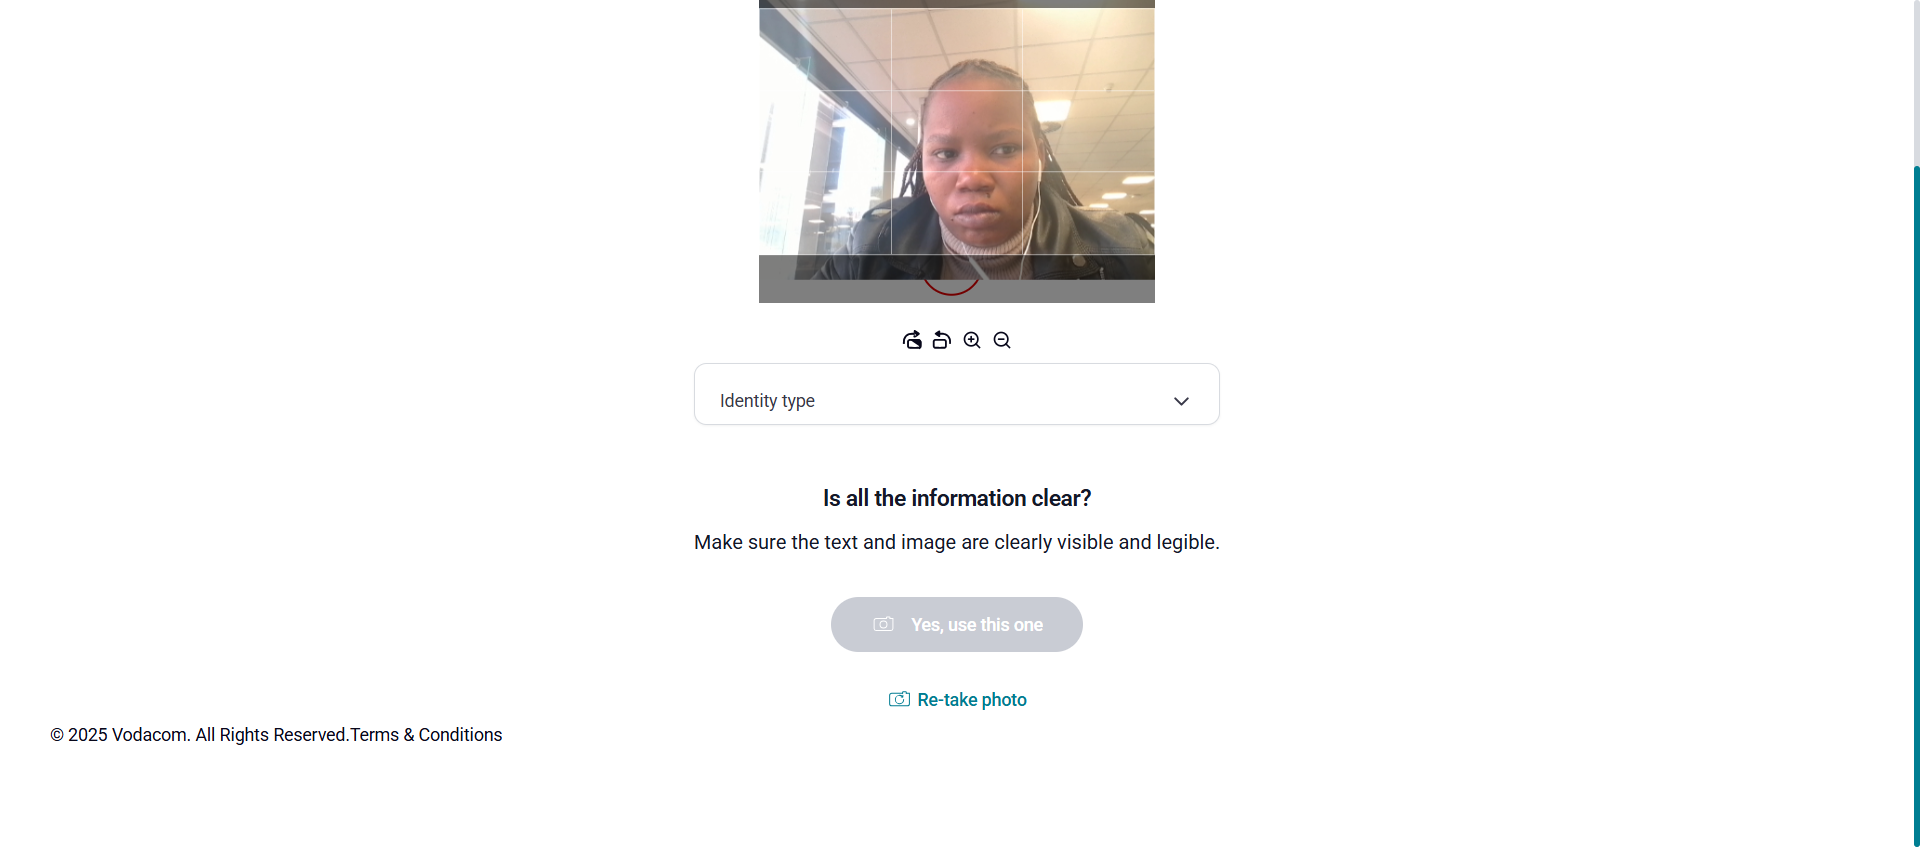 Identity type
Is all the information clear?
Make sure the text and image are clearly visible and legible.
Yes, use this one
Re-take photo
© 2025 Vodacom. All Rights Reserved.Terms & Conditions